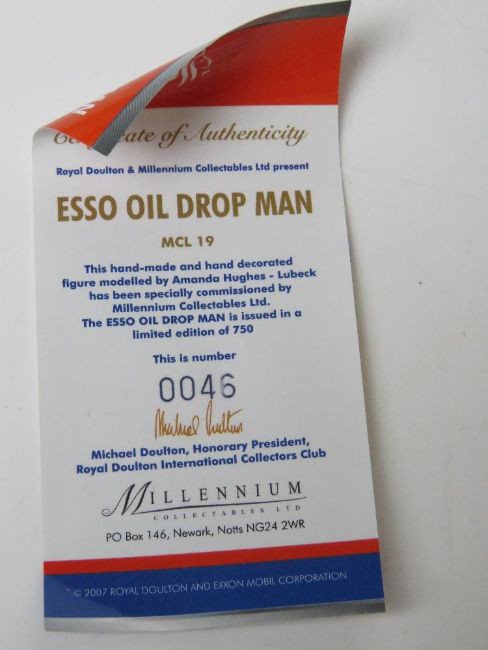 of Authenticity
Royal Doulton & Millennium Collectables Ltd present
ESSO OIL DROP MAN
MCL 19
This hand-made and hand decorated
figure modelled by Amanda Hughes - Lubeck
has been specially commissioned by
Millennium Collectables Ltd.
The ESSO OIL DROP MAN is issued in a
limited edition of 750
This is number
0046
Michael Doulton
Michael Doulton, Honorary President,
Royal Doulton International Collectors Club
MILLENNIUM
COLLECTABLES LTD
PO Box 146, Newark, Notts NG24 2WR
© 2007 ROYAL DOULTON AND EXXON MOBIL CORPORATION